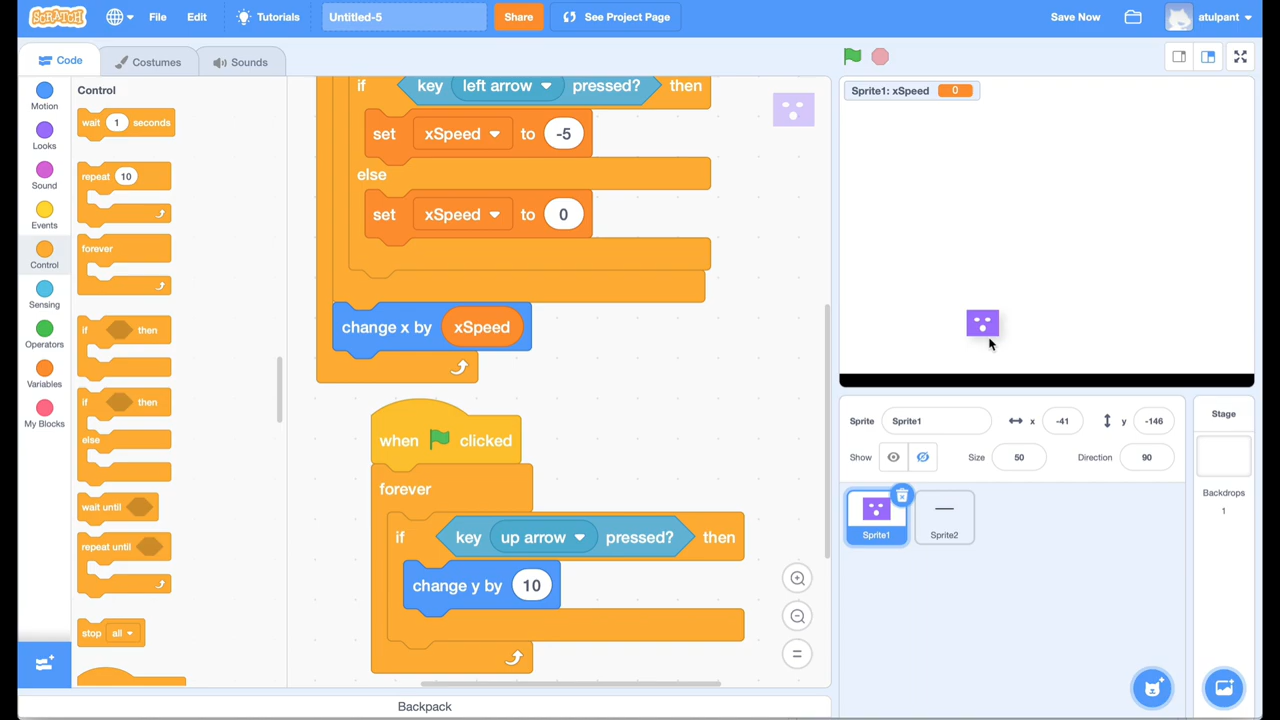 SCRATCH File Edit Tutorials Untitled-5 Share See Project Page Save Now atulpant
Code Costumes Sounds
Motion
Looks
Sound
Events
Control
Sensing
Operators
Variables
My Blocks
Control
wait 1 seconds
repeat 10
forever
if then
if then
else
wait until
repeat until
stop all
if key left arrow pressed? then
set xSpeed to -5
else
set xSpeed to 0
change x by xSpeed
when clicked
forever
if key up arrow pressed? then
change y by 10
Backpack
Sprite1: xSpeed 0
Sprite Sprite1 x -41 y -146
Show Size 50 Direction 90
Sprite1 Sprite2
Stage
Backdrops
1